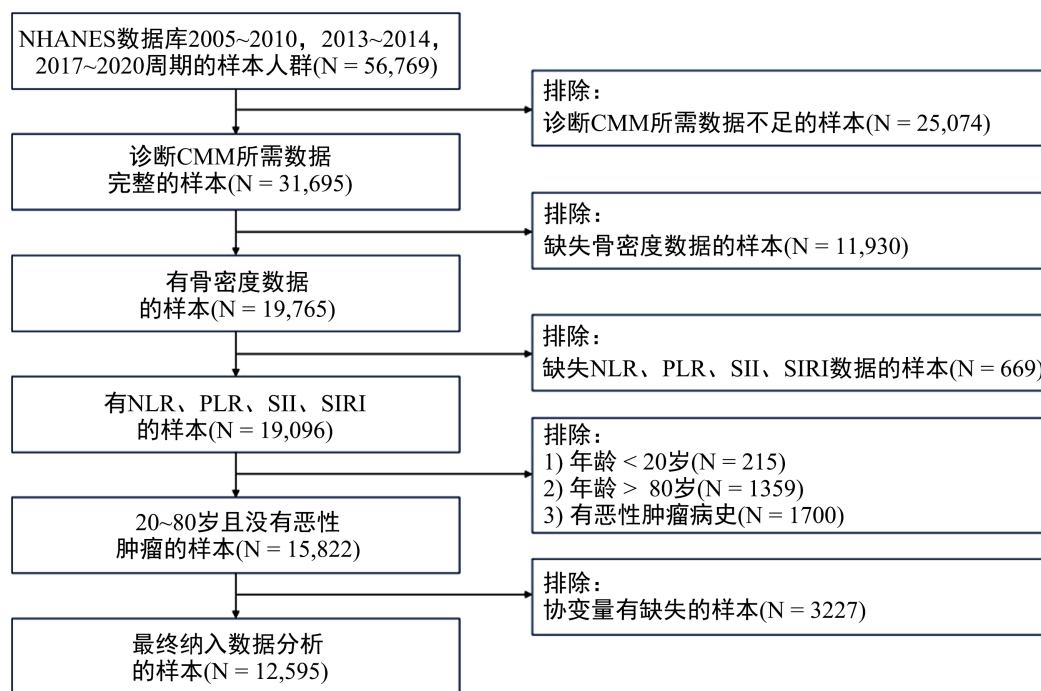 NHANES数据库2005~2010，2013~2014，
2017~2020周期的样本人群(N = 56,769)
排除：
诊断CMM所需数据不足的样本(N = 25,074)
诊断CMM所需数据
完整的样本(N = 31,695)
排除：
缺失骨密度数据的样本(N = 11,930)
有骨密度数据
的样本(N = 19,765)
排除：
缺失NLR、PLR、SII、SIRI数据的样本(N = 669)
有NLR、PLR、SII、SIRI
的样本(N = 19,096)
排除：
1) 年龄 < 20岁(N = 215)
2) 年龄 > 80岁(N = 1359)
3) 有恶性肿瘤病史(N = 1700)
20~80岁且没有恶性
肿瘤的样本(N = 15,822)
排除：
协变量有缺失的样本(N = 3227)
最终纳入数据分析
的样本(N = 12,595)